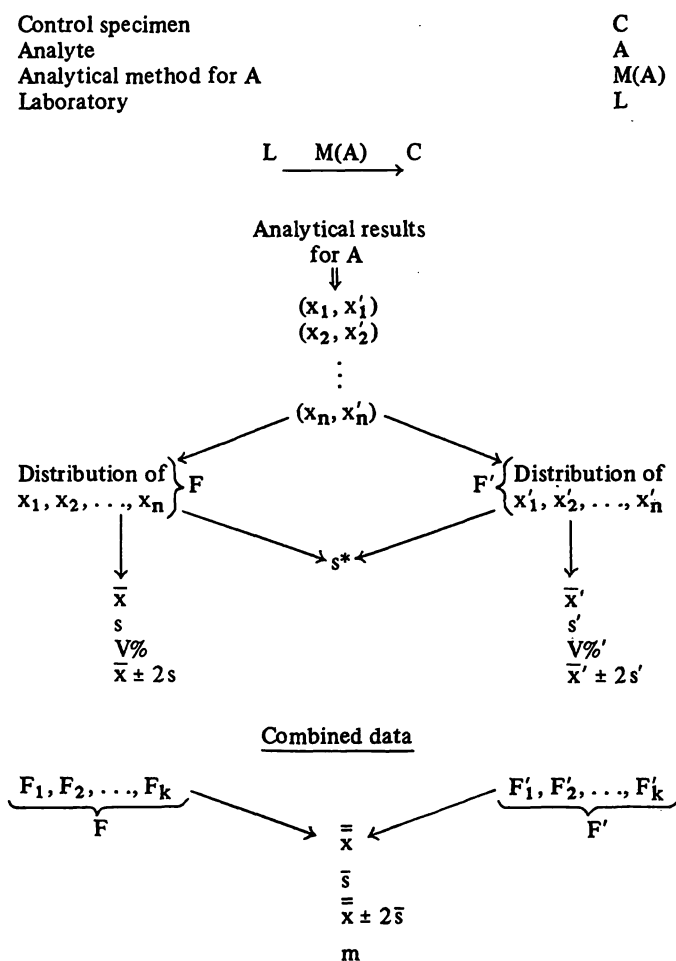 Control specimen C
Analyte A
Analytical method for A M(A)
Laboratory L
L M(A) C
Analytical results
for A
⇓
(x₁, x′₁)
(x₂, x′₂)
⋮
(xₙ, x′ₙ)
Distribution of
x₁, x₂, . . ., xₙ } F
F′ { Distribution of
x′₁, x′₂, . . ., x′ₙ
s*
x̄
s
V%
x̄ ± 2s
x̄′
s′
V%′
x̄′ ± 2s′
Combined data
F₁, F₂, . . ., Fₖ
F
F′₁, F′₂, . . ., F′ₖ
F′
x̿
s̄
x̿ ± 2s̄
m